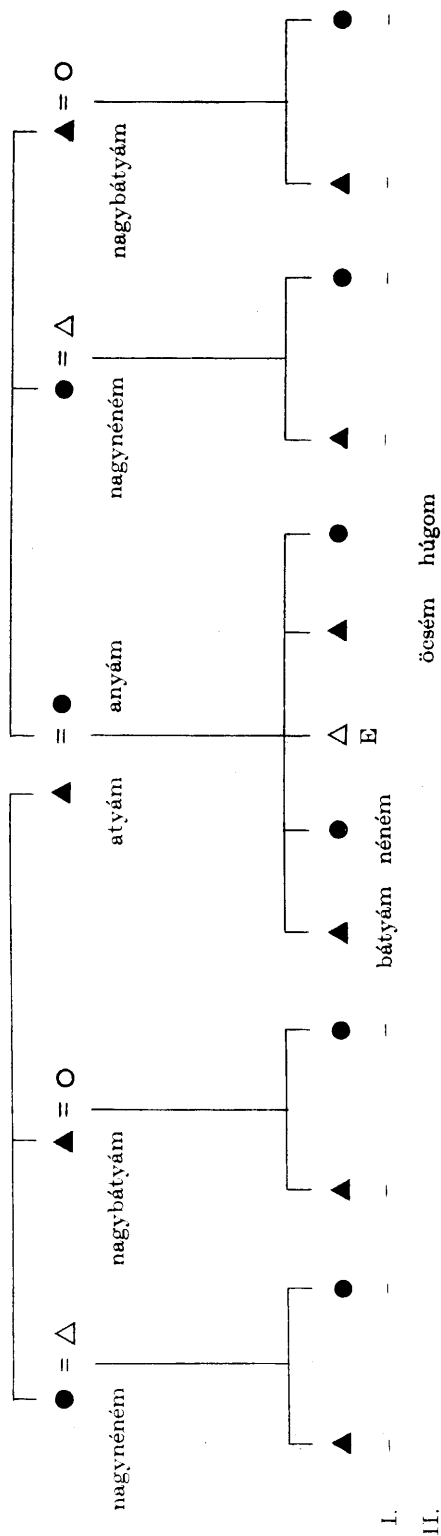 nagynéném nagybátyám atyám anyám nagynéném nagybátyám
E
I. – – – – bátyám néném – – – –
II. öcsém húgom